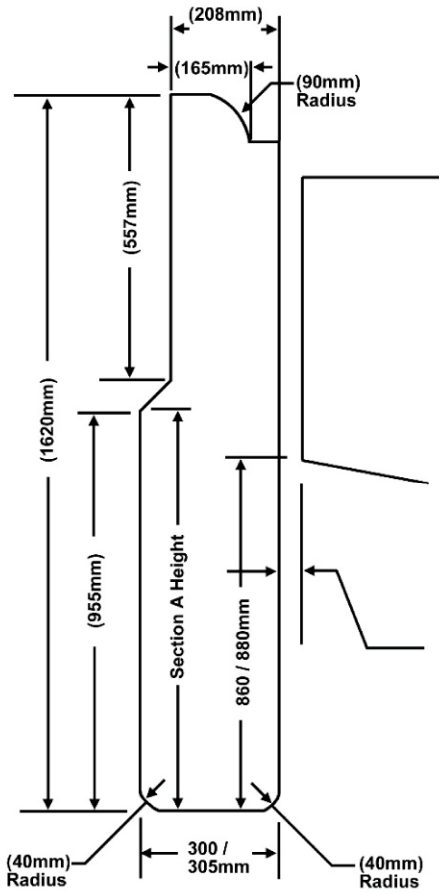 (208mm)
(165mm)
(90mm)
Radius
(557mm)
(1620mm)
(955mm)
Section A Height
860 / 880mm
(40mm)
Radius
300 /
305mm
(40mm)
Radius